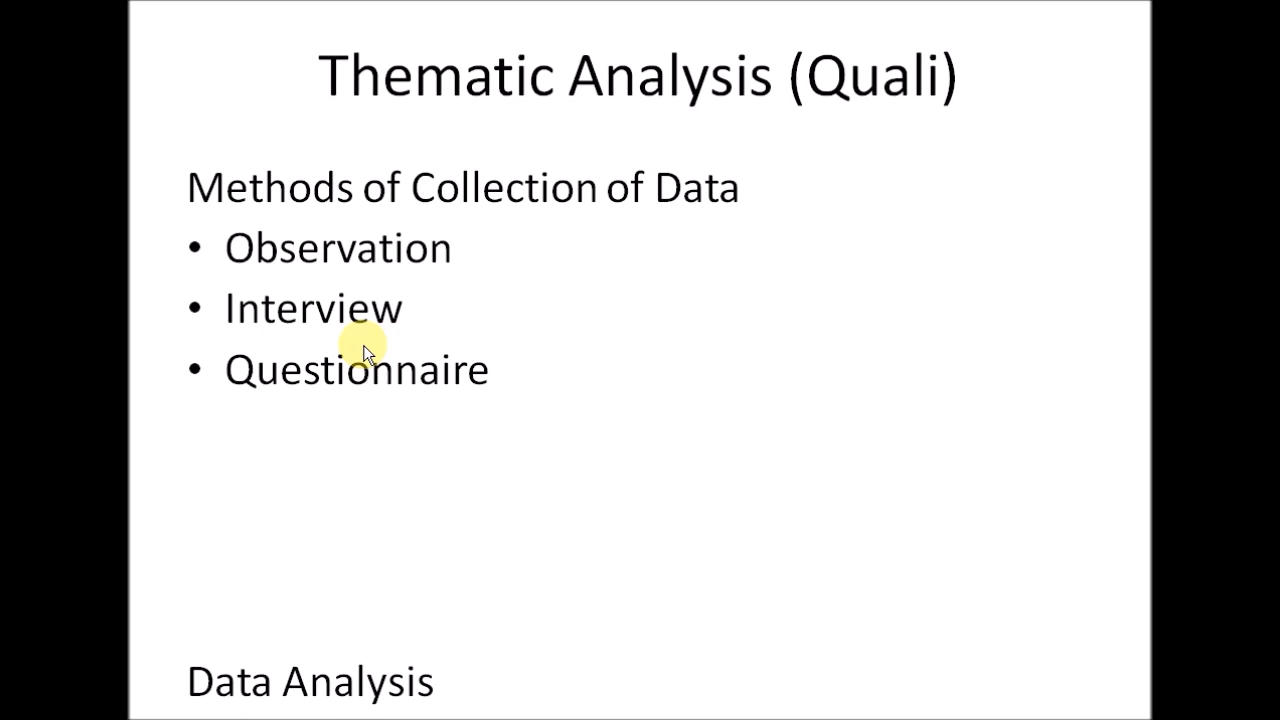 Thematic Analysis (Quali)
Methods of Collection of Data
• Observation
• Interview
• Questionnaire
Data Analysis